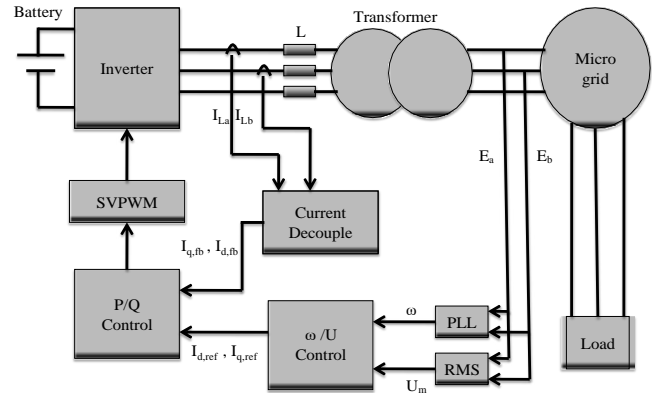 Battery
Transformer
L
Inverter
Micro
grid
I_La I_Lb
E_a
E_b
SVPWM
Current
Decouple
I_q,fb , I_d,fb
P/Q
Control
ω /U
Control
ω
PLL
Load
I_d,ref , I_q,ref
RMS
U_m